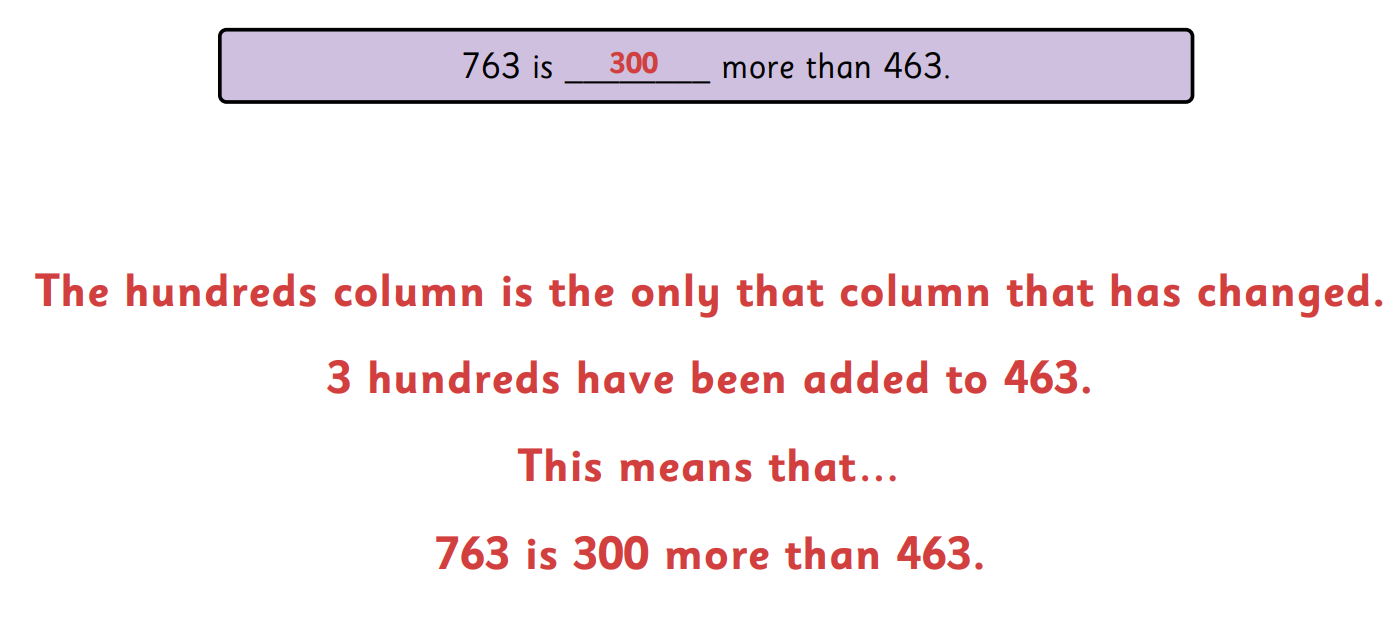 763 is 300 more than 463.
The hundreds column is the only that column that has changed.
3 hundreds have been added to 463.
This means that...
763 is 300 more than 463.